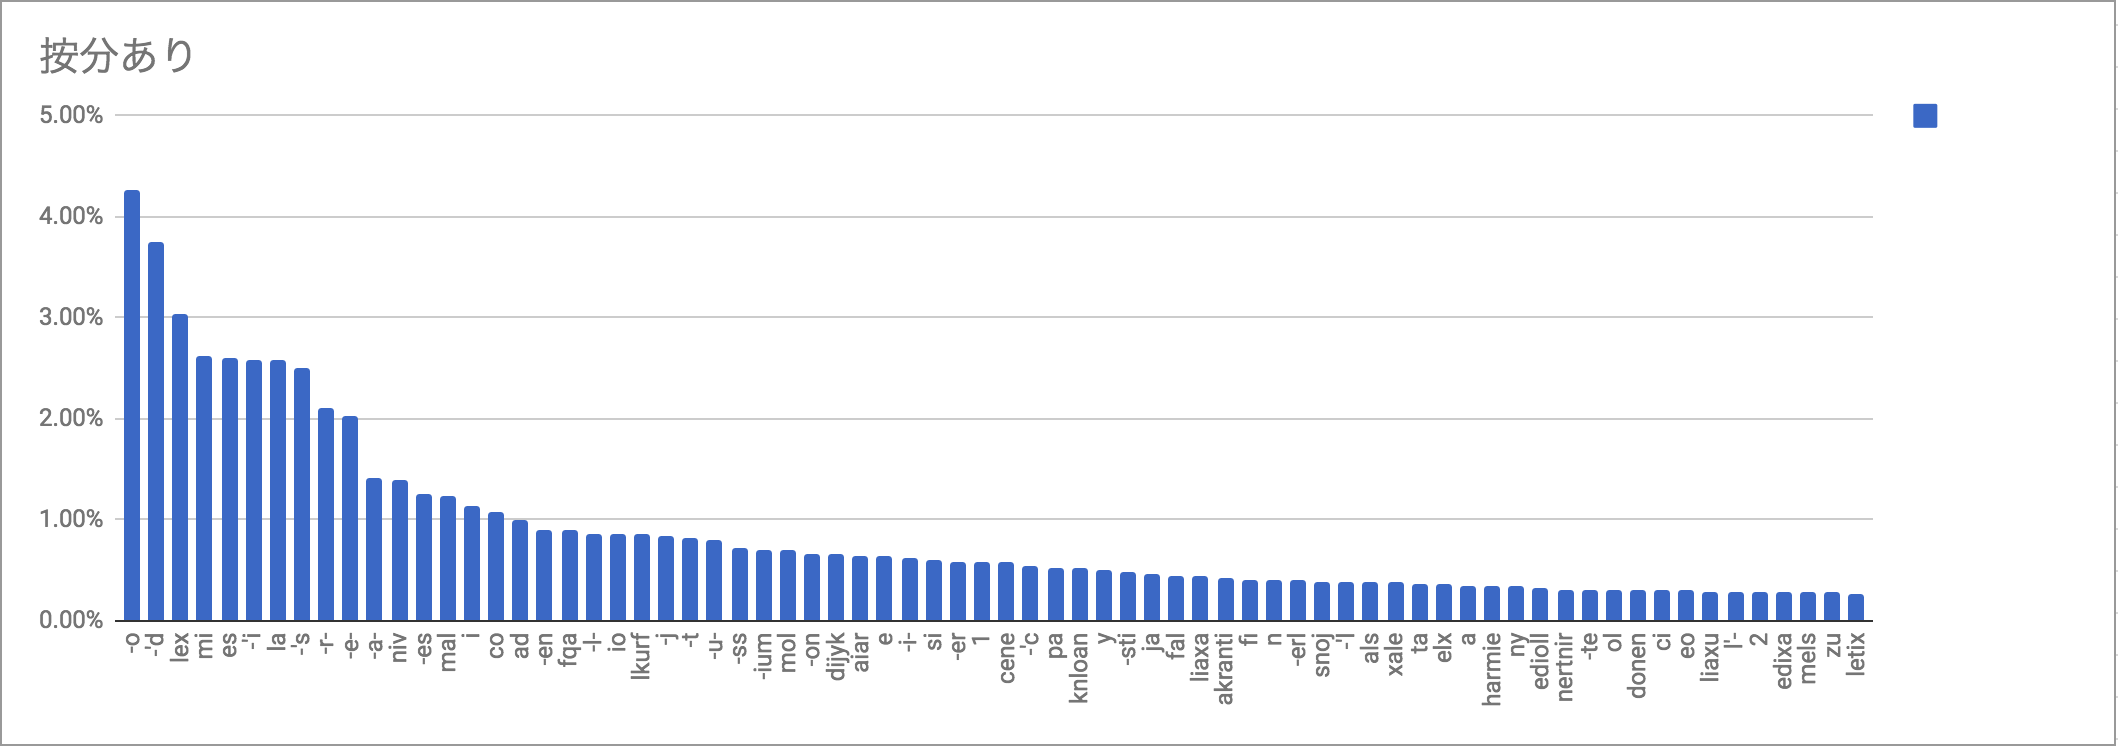 按分あり
5.00%
4.00%
3.00%
2.00%
1.00%
0.00%
-o
-'d
lex
mi
es
-'i
la
-'s
-r-
-e-
-a-
niv
-es
mal
i
co
ad
-en
fqa
-l-
io
lkurf
-j
-t
-u-
-ss
-ium
mol
-on
dijyk
aiar
e
-i-
si
-er
1
cene
-'c
pa
knloan
y
-sti
ja
fal
liaxa
akranti
fi
n
-erl
snoj
-'l
als
xale
ta
elx
a
harmie
ny
edioll
nertnir
-te
ol
donen
ci
eo
liaxu
l'-
2
edixa
mels
zu
letix